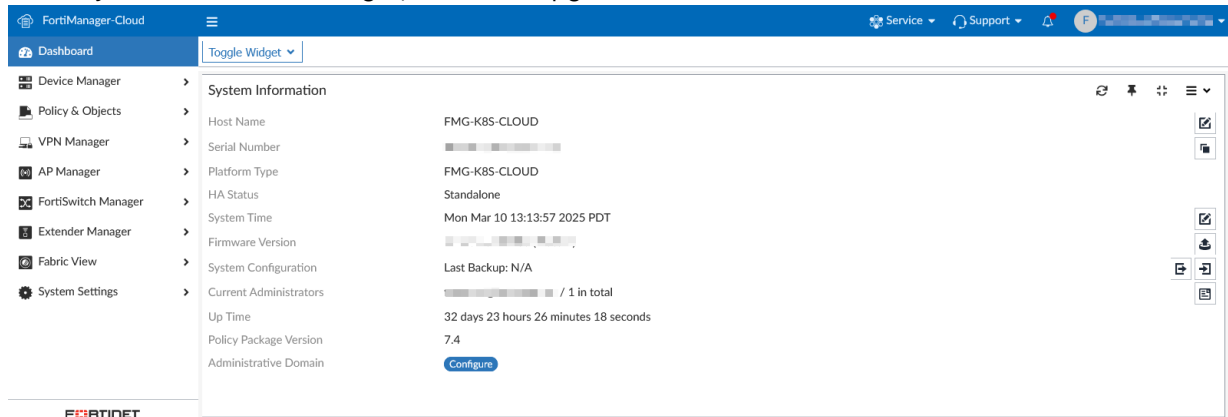 FortiManager-Cloud
Service
Support
F
Dashboard
Toggle Widget
Device Manager
Policy & Objects
VPN Manager
AP Manager
FortiSwitch Manager
Extender Manager
Fabric View
System Settings
System Information
Host Name FMG-K8S-CLOUD
Serial Number
Platform Type FMG-K8S-CLOUD
HA Status Standalone
System Time Mon Mar 10 13:13:57 2025 PDT
Firmware Version
System Configuration Last Backup: N/A
Current Administrators / 1 in total
Up Time 32 days 23 hours 26 minutes 18 seconds
Policy Package Version 7.4
Administrative Domain Configure
FORTINET